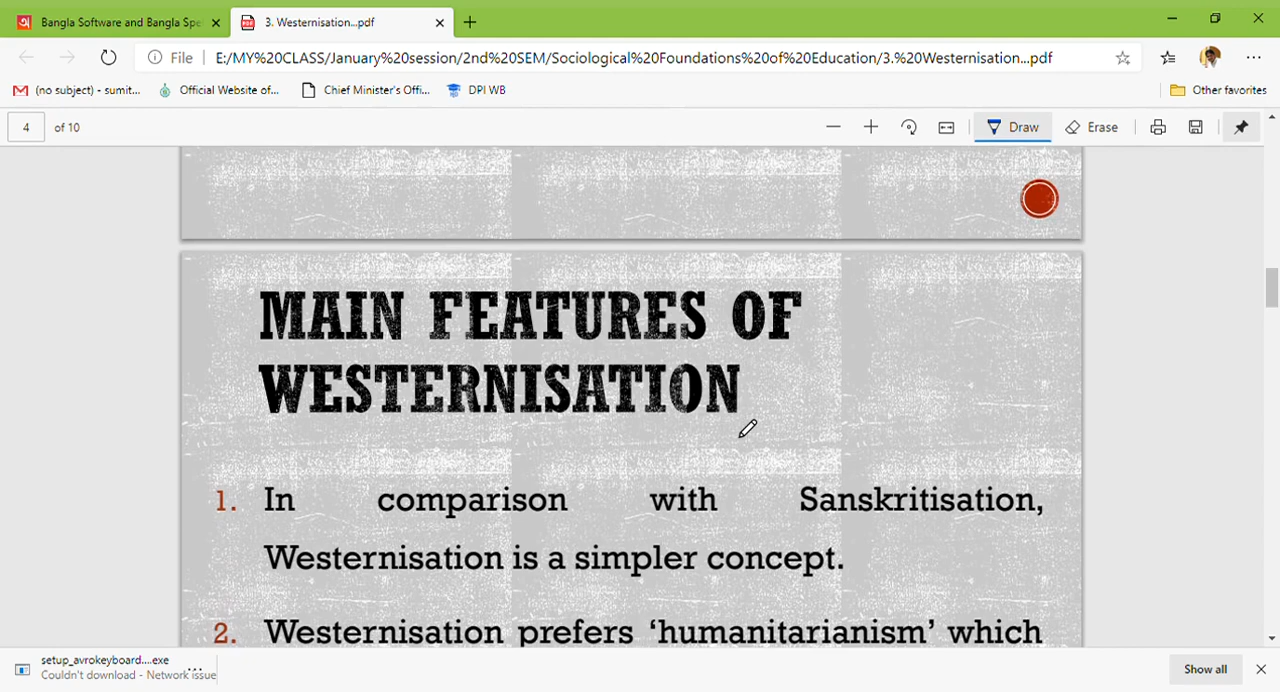 Bangla Software and Bangla Spe
3. Westernisation...pdf
File
E:/MY%20CLASS/January%20session/2nd%20SEM/Sociological%20Foundations%20of%20Education/3.%20Westernisation...pdf
(no subject) - sumit...
Official Website of...
Chief Minister's Offi...
DPI WB
Other favorites
4 of 10
Draw
Erase
MAIN FEATURES OF
WESTERNISATION
1. In comparison with Sanskritisation,
Westernisation is a simpler concept.
2. Westernisation prefers ‘humanitarianism’ which
setup_avrokeyboard....exe
Couldn't download - Network issue
Show all